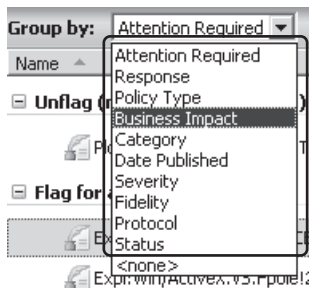 Group by: Attention Required
Name
Attention Required
Response
Unflag (
Policy Type
Business Impact
Category
Date Published
Flag for
Severity
Fidelity
Protocol
Status
<none>